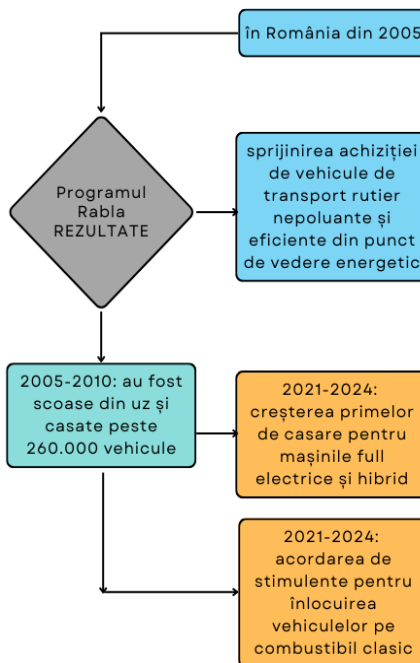 în România din 2005
sprijinirea achiziției
de vehicule de
transport rutier
nepoluante și
eficiente din punct
de vedere energetic
Programul
Rabla
REZULTATE
2005-2010: au fost
scoase din uz și
casate peste
260.000 vehicule
2021-2024:
creșterea primelor
de casare pentru
mașinile full
electrice și hibrid
2021-2024:
acordarea de
stimulente pentru
înlocuirea
vehiculelor pe
combustibil clasic